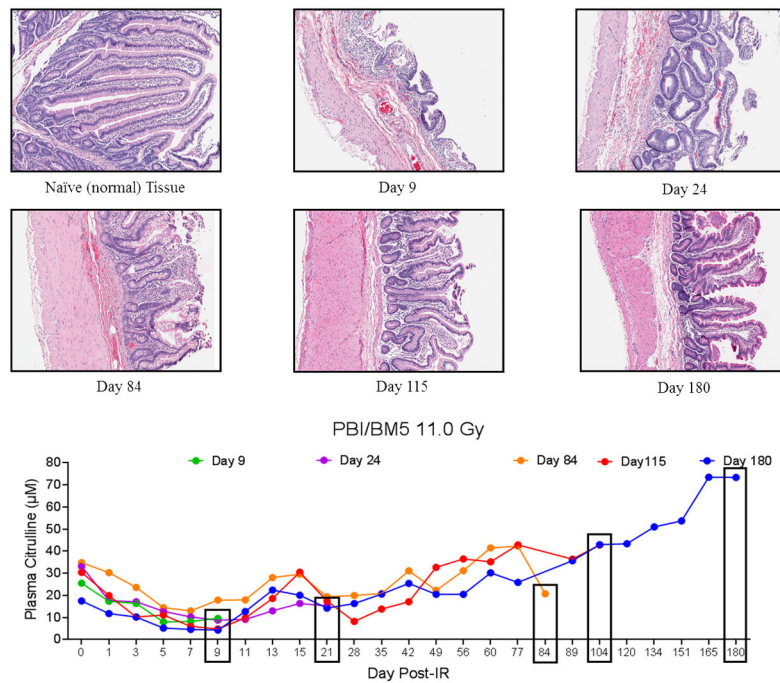 Naïve (normal) Tissue
Day 9
Day 24
Day 84
Day 115
Day 180
PBI/BM5 11.0 Gy
Day 9 Day 24 Day 84 Day115 Day 180
Plasma Citrulline (µM)
80
70
60
50
40
30
20
10
0
0 1 3 5 7 9 11 13 15 21 28 35 42 49 56 60 77 84 89 104 120 134 151 165 180
Day Post-IR